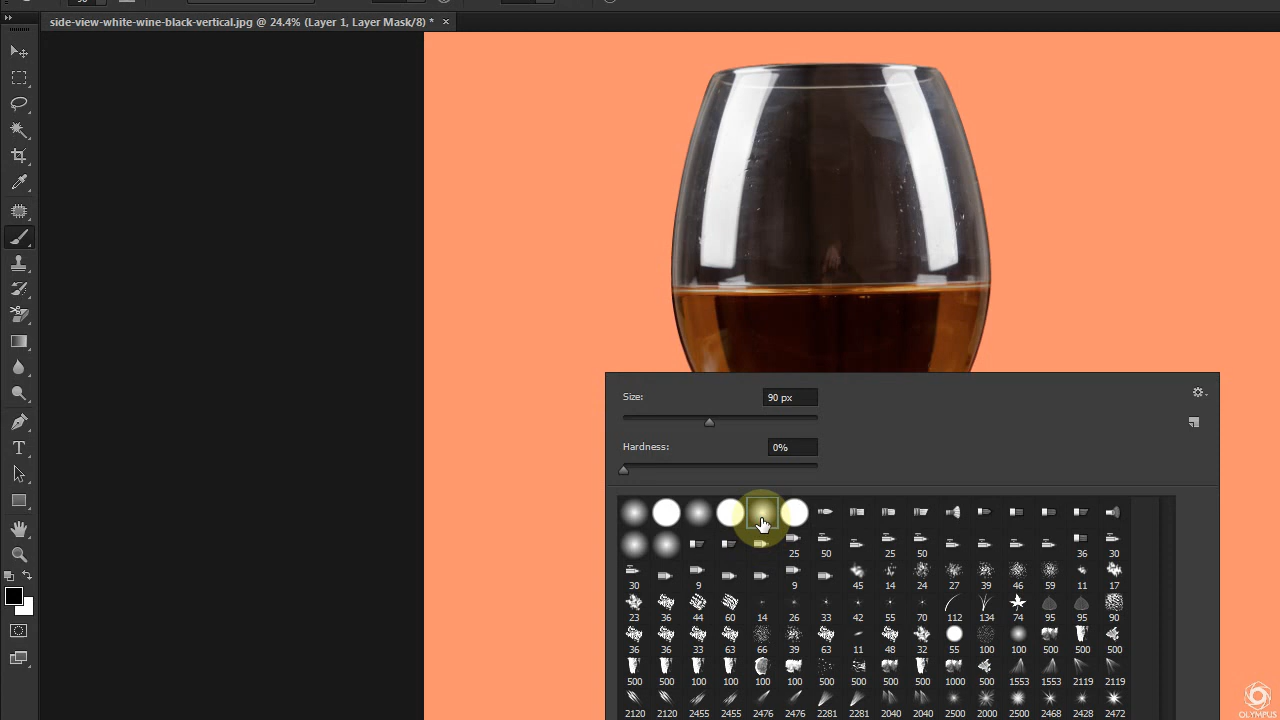 side-view-white-wine-black-vertical.jpg @ 24.4% (Layer 1, Layer Mask/8) * ×
Size: 90 px
Hardness: 0%
25 50 25 50 36 30
30 9 9 45 14 24 27 39 46 59 11 17
23 36 44 60 14 26 33 42 55 70 112 134 74 95 95 90
36 36 33 63 66 39 63 11 48 32 55 100 100 500 500 500
500 500 100 100 100 100 500 500 500 500 1000 500 1553 1553 2119 2119
2120 2120 2455 2455 2476 2476 2281 2281 2040 2040 2500 2000 2500 2468 2428 2472
T
OLYMPUS